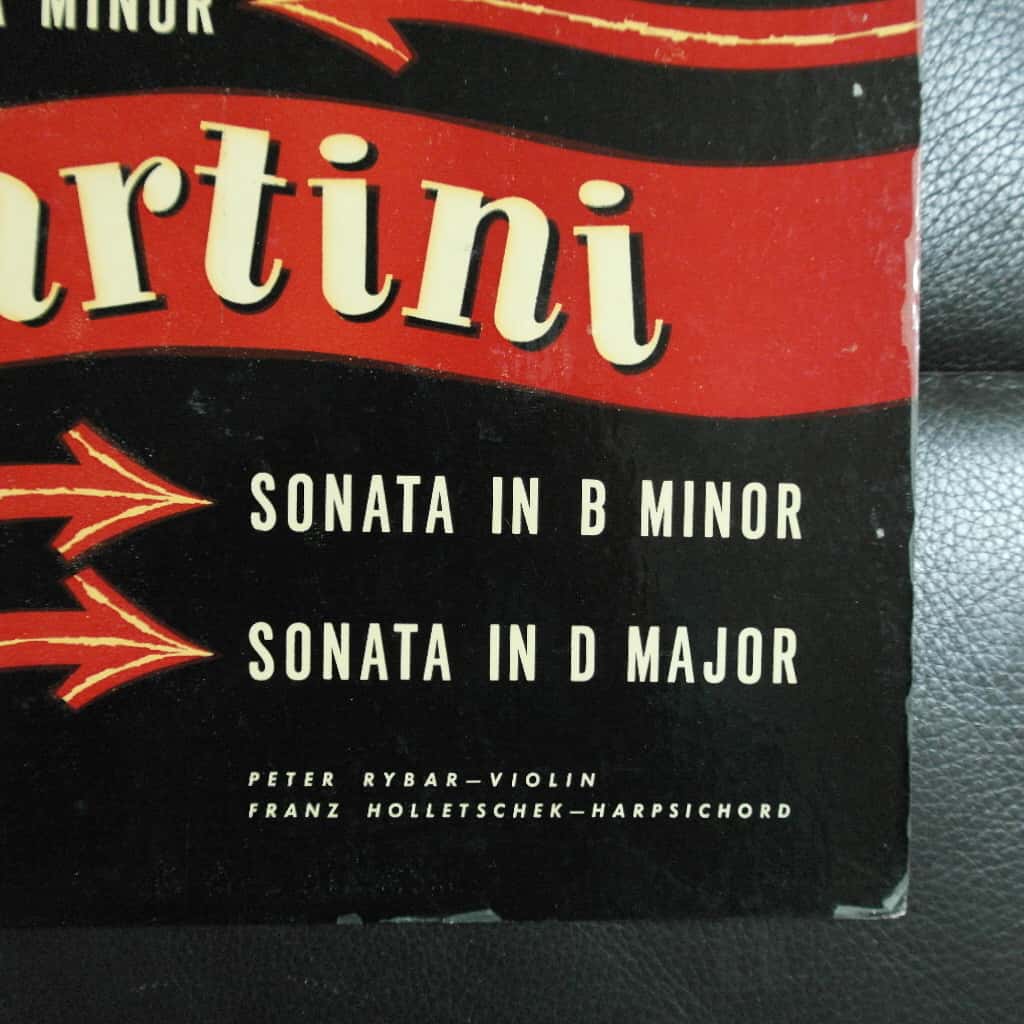 MINOR
artini
SONATA IN B MINOR
SONATA IN D MAJOR
PETER RYBAR—VIOLIN
FRANZ HOLLETSCHEK—HARPSICHORD